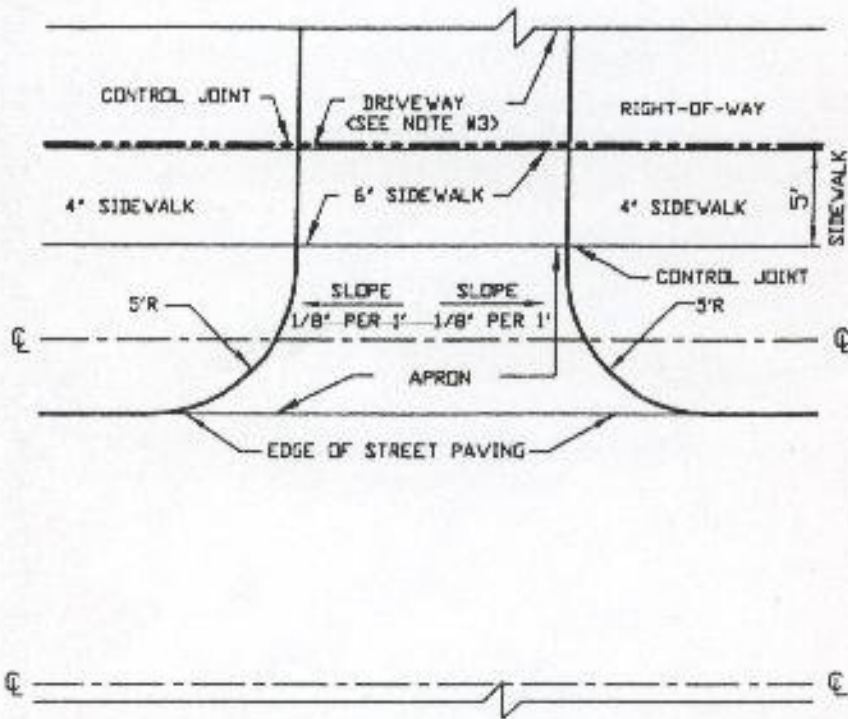 CONTROL JOINT
DRIVEWAY
(SEE NOTE #3)
RIGHT-OF-WAY
4" SIDEWALK
6" SIDEWALK
4" SIDEWALK
5'
SIDEWALK
CONTROL JOINT
5'R
SLOPE
SLOPE
1/8" PER 1'
1/8" PER 1'
5'R
℄
℄
APRON
EDGE OF STREET PAVING
℄
℄